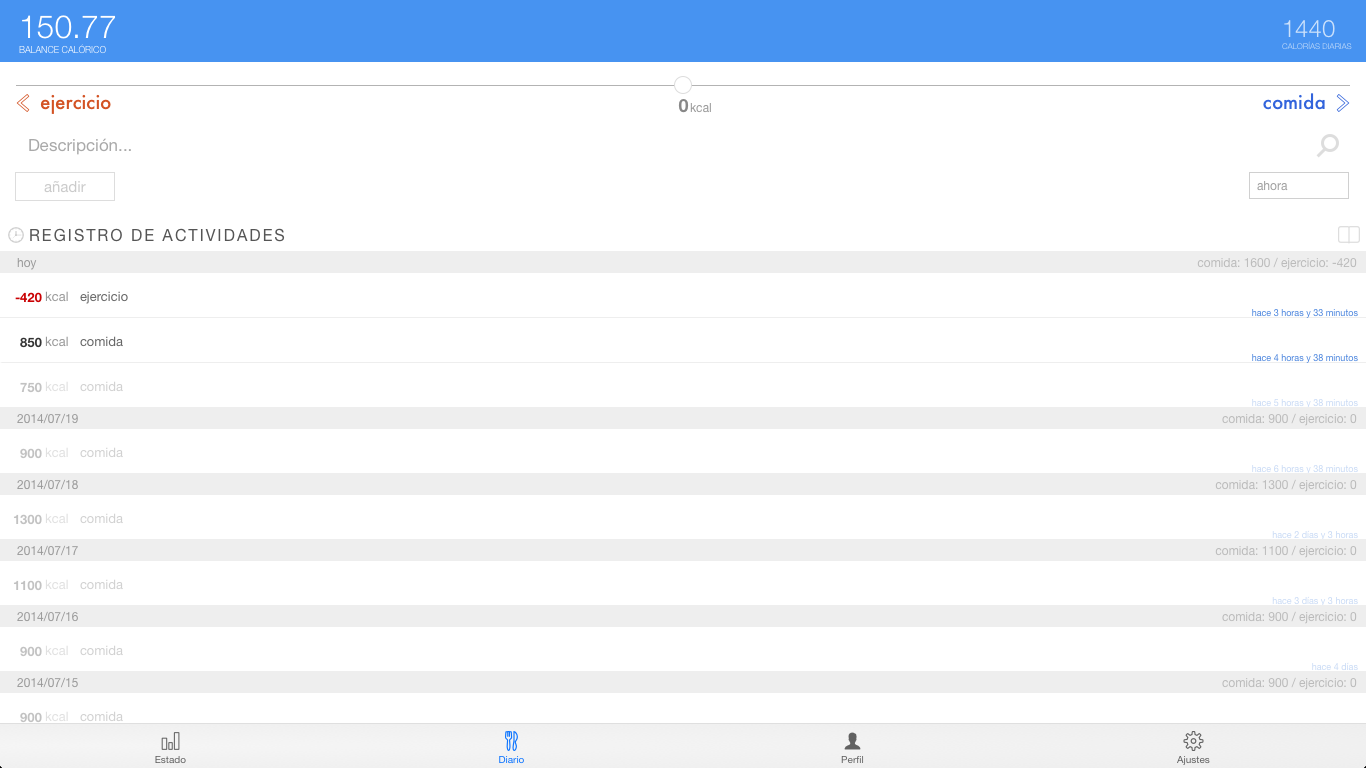 150.77
BALANCE CALÓRICO
1440
CALORÍAS DIARIAS
ejercicio
0 kcal
comida
Descripción...
añadir
ahora
REGISTRO DE ACTIVIDADES
hoy
comida: 1600 / ejercicio: -420
-420 kcal ejercicio
hace 3 horas y 33 minutos
850 kcal comida
hace 4 horas y 38 minutos
750 kcal comida
hace 5 horas y 38 minutos
2014/07/19
comida: 900 / ejercicio: 0
900 kcal comida
hace 6 horas y 38 minutos
2014/07/18
comida: 1300 / ejercicio: 0
1300 kcal comida
hace 2 días y 3 horas
2014/07/17
comida: 1100 / ejercicio: 0
1100 kcal comida
hace 3 días y 3 horas
2014/07/16
comida: 900 / ejercicio: 0
900 kcal comida
hace 4 días
2014/07/15
comida: 900 / ejercicio: 0
900 kcal comida
Estado
Diario
Perfil
Ajustes